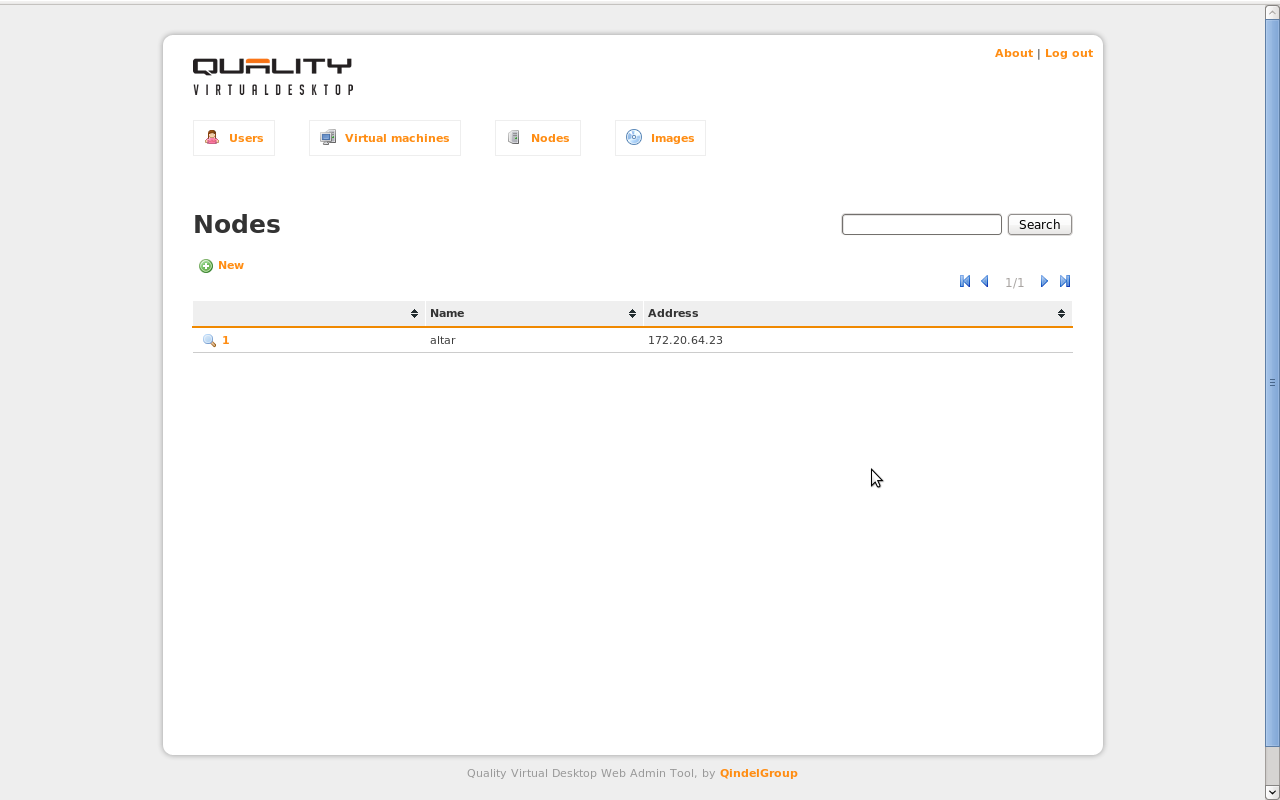 About | Log out
QUALITY
VIRTUALDESKTOP
Users
Virtual machines
Nodes
Images
Nodes
Search
New
1/1
Name
Address
1
altar
172.20.64.23
Quality Virtual Desktop Web Admin Tool, by QindelGroup